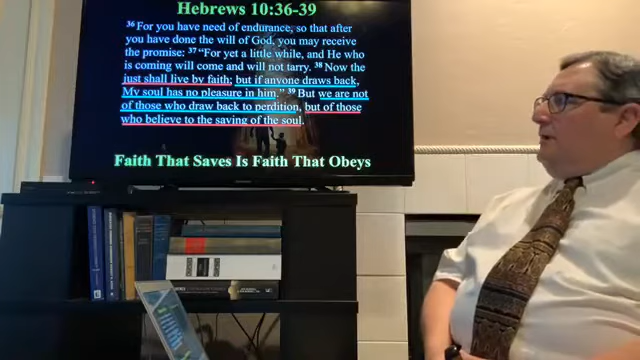 Hebrews 10:36-39
36 For you have need of endurance, so that after
you have done the will of God, you may receive
the promise: 37 “For yet a little while, and He who
is coming will come and will not tarry. 38 Now the
just shall live by faith; but if anyone draws back,
My soul has no pleasure in him.” 39 But we are not
of those who draw back to perdition, but of those
who believe to the saving of the soul.
Faith That Saves Is Faith That Obeys